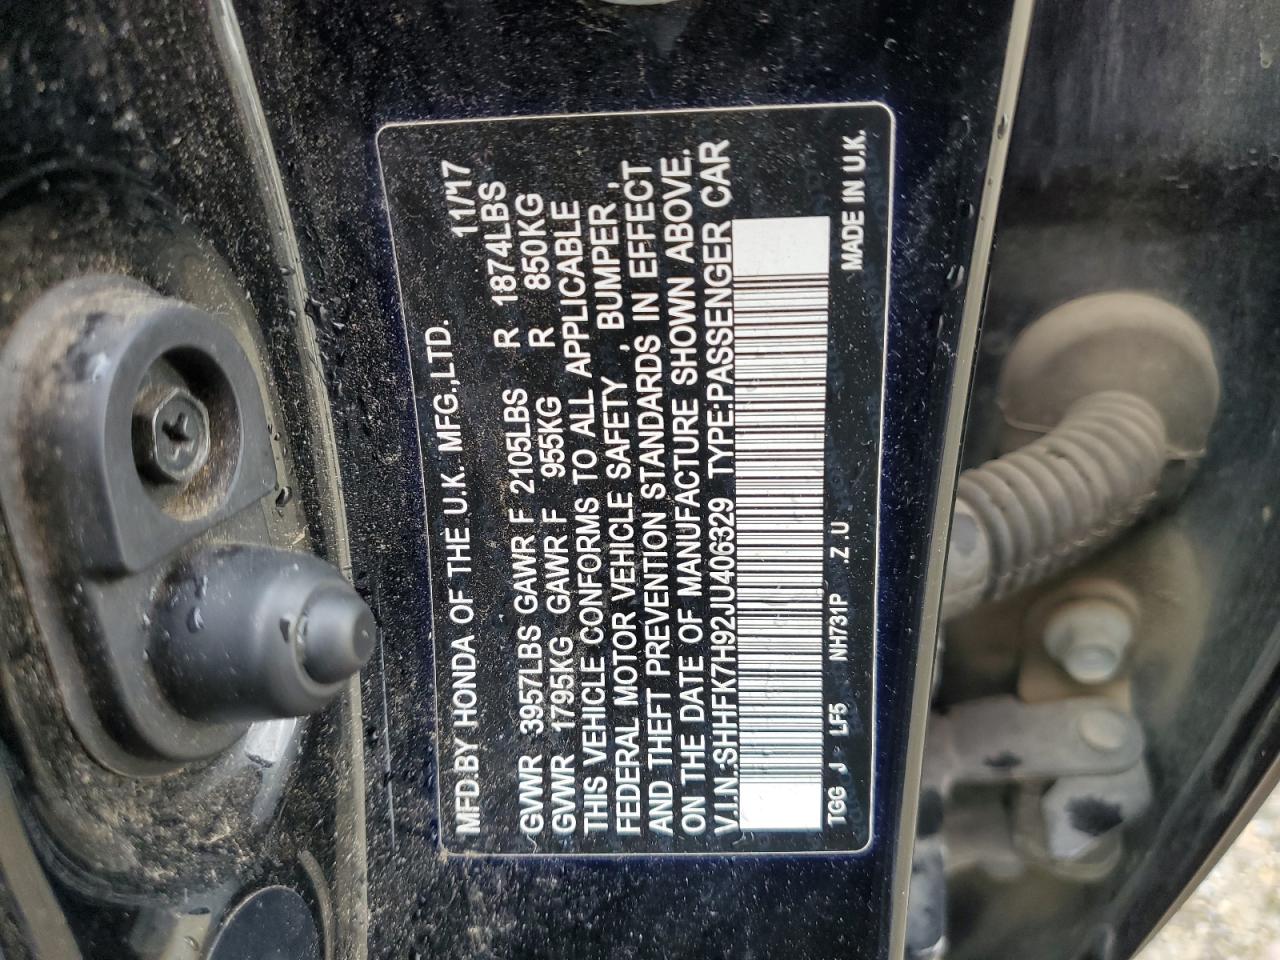 MFD.BY HONDA OF THE U.K. MFG.,LTD. 11/17
GVWR 3957LBS GAWR F 2105LBS R 1874LBS
GVWR 1795KG GAWR F 955KG R 850KG
THIS VEHICLE CONFORMS TO ALL APPLICABLE
FEDERAL MOTOR VEHICLE SAFETY , BUMPER ,
AND THEFT PREVENTION STANDARDS IN EFFECT
ON THE DATE OF MANUFACTURE SHOWN ABOVE.
V.I.N.SHHFK7H92JU406329 TYPE:PASSENGER CAR
TGG J LF5 NH731P .Z.U MADE IN U.K.